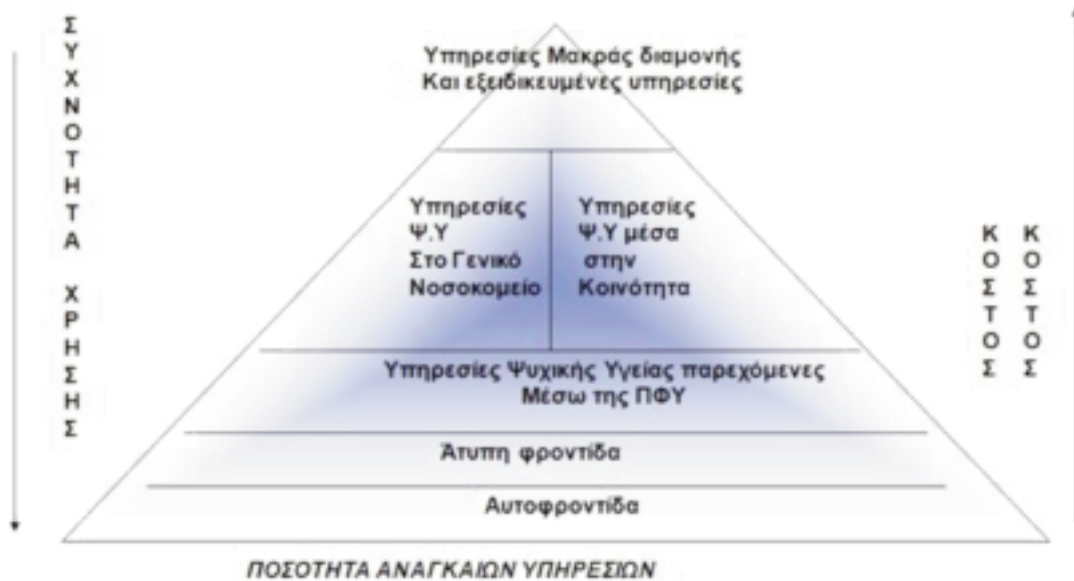 ΣΥΧΝΟΤΗΤΑ ΧΡΗΣΗΣ
Υπηρεσίες Μακράς διαμονής
Και εξειδικευμένες υπηρεσίες
Υπηρεσίες
Ψ.Υ
Στο Γενικό
Νοσοκομείο
Υπηρεσίες
Ψ.Υ μέσα
στην
Κοινότητα
Υπηρεσίες Ψυχικής Υγείας παρεχόμενες
Μέσω της ΠΦΥ
Άτυπη φροντίδα
Αυτοφροντίδα
ΚΟΣΤΟΣ
ΚΟΣΤΟΣ
ΠΟΣΟΤΗΤΑ ΑΝΑΓΚΑΙΩΝ ΥΠΗΡΕΣΙΩΝ